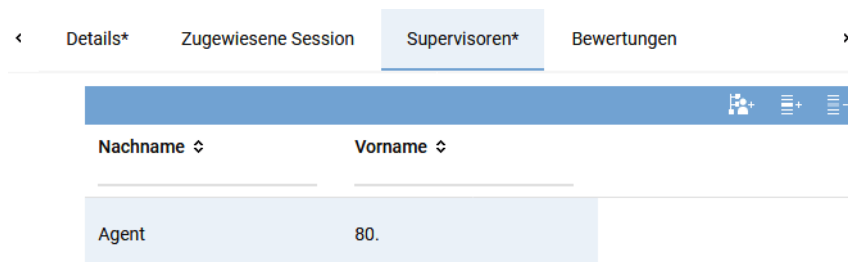 Details* Zugewiesene Session Supervisoren* Bewertungen
Nachname Vorname
Agent 80.